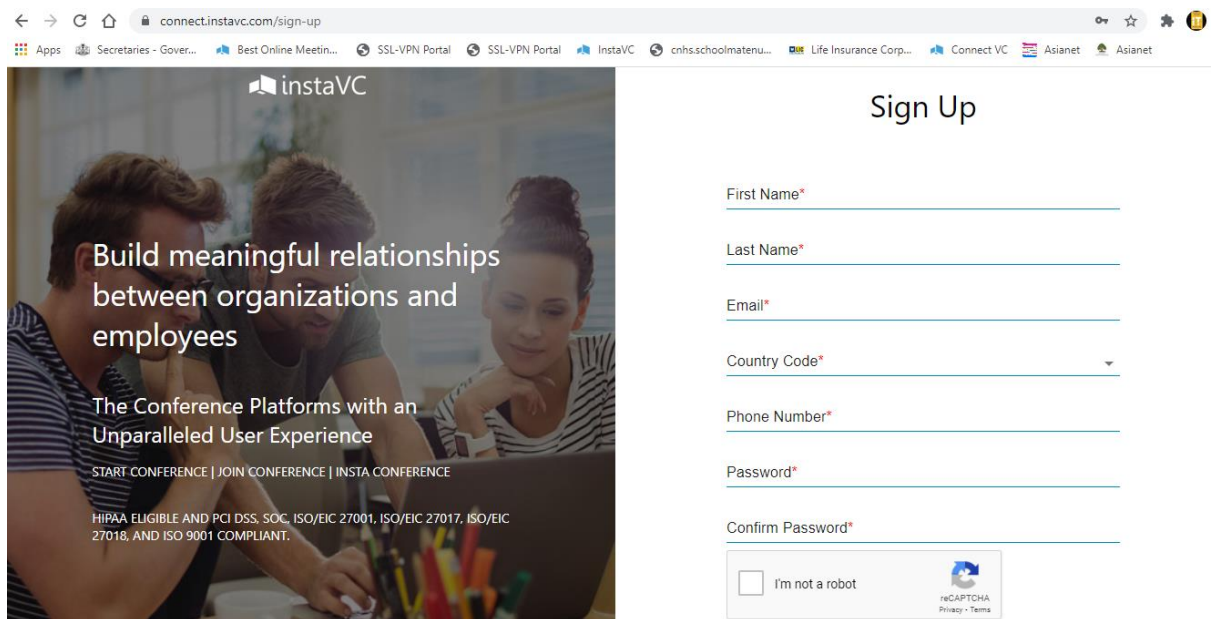 connect.instavc.com/sign-up
Apps Secretaries - Gover... Best Online Meetin... SSL-VPN Portal SSL-VPN Portal InstaVC cnhs.schoolmatenu... Life Insurance Corp... Connect VC Asianet Asianet
instaVC
Build meaningful relationships
between organizations and
employees
The Conference Platforms with an
Unparalleled User Experience
START CONFERENCE | JOIN CONFERENCE | INSTA CONFERENCE
HIPAA ELIGIBLE AND PCI DSS, SOC, ISO/EIC 27001, ISO/EIC 27017, ISO/EIC
27018, AND ISO 9001 COMPLIANT.
Sign Up
First Name*
Last Name*
Email*
Country Code*
Phone Number*
Password*
Confirm Password*
I'm not a robot
reCAPTCHA
Privacy - Terms